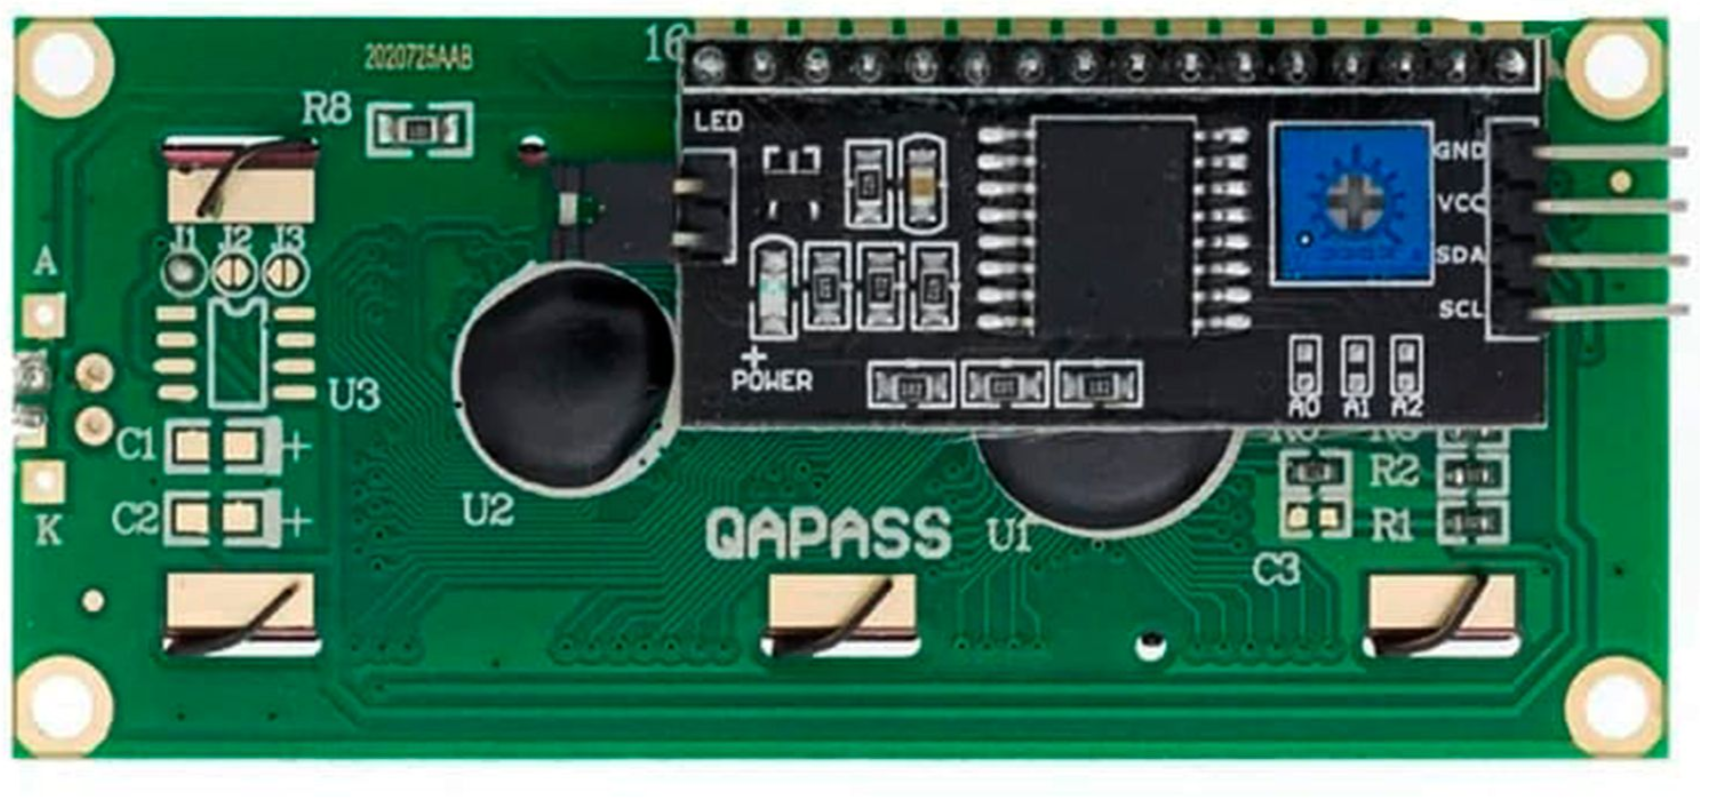 2020725AAB
16
R8
LED
GND
VCC
SDA
SCL
J1 J2 J3
A
U3
+
POWER
A0 A1 A2
C1 +
R2
C2 +
K
U2
QAPASS
U1
R1
C3